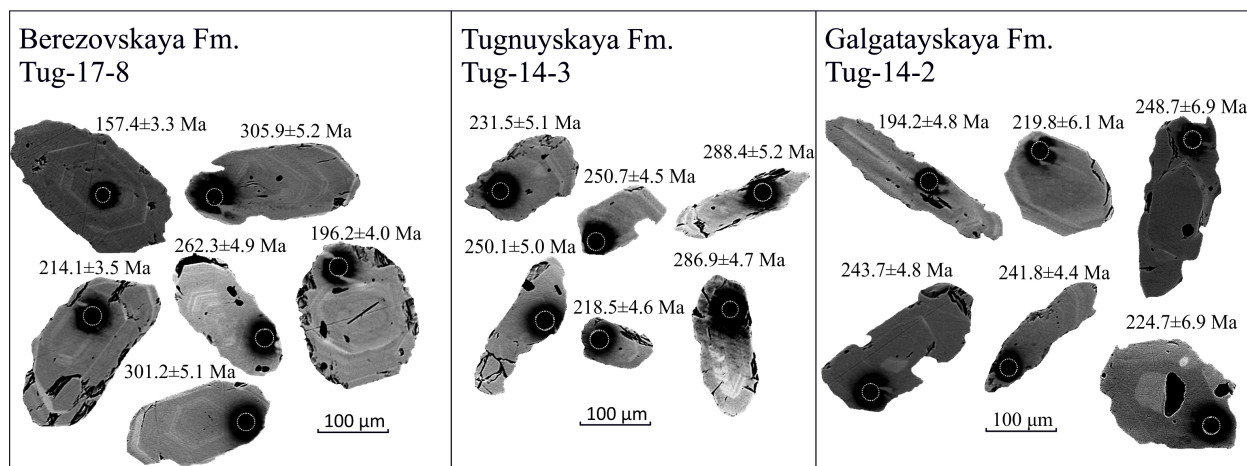 Berezovskaya Fm.
Tug-17-8
157.4±3.3 Ma
305.9±5.2 Ma
262.3±4.9 Ma
196.2±4.0 Ma
214.1±3.5 Ma
301.2±5.1 Ma
100 µm
Tugnuyskaya Fm.
Tug-14-3
231.5±5.1 Ma
250.7±4.5 Ma
288.4±5.2 Ma
250.1±5.0 Ma
286.9±4.7 Ma
218.5±4.6 Ma
100 µm
Galgatayskaya Fm.
Tug-14-2
194.2±4.8 Ma
219.8±6.1 Ma
248.7±6.9 Ma
243.7±4.8 Ma
241.8±4.4 Ma
224.7±6.9 Ma
100 µm